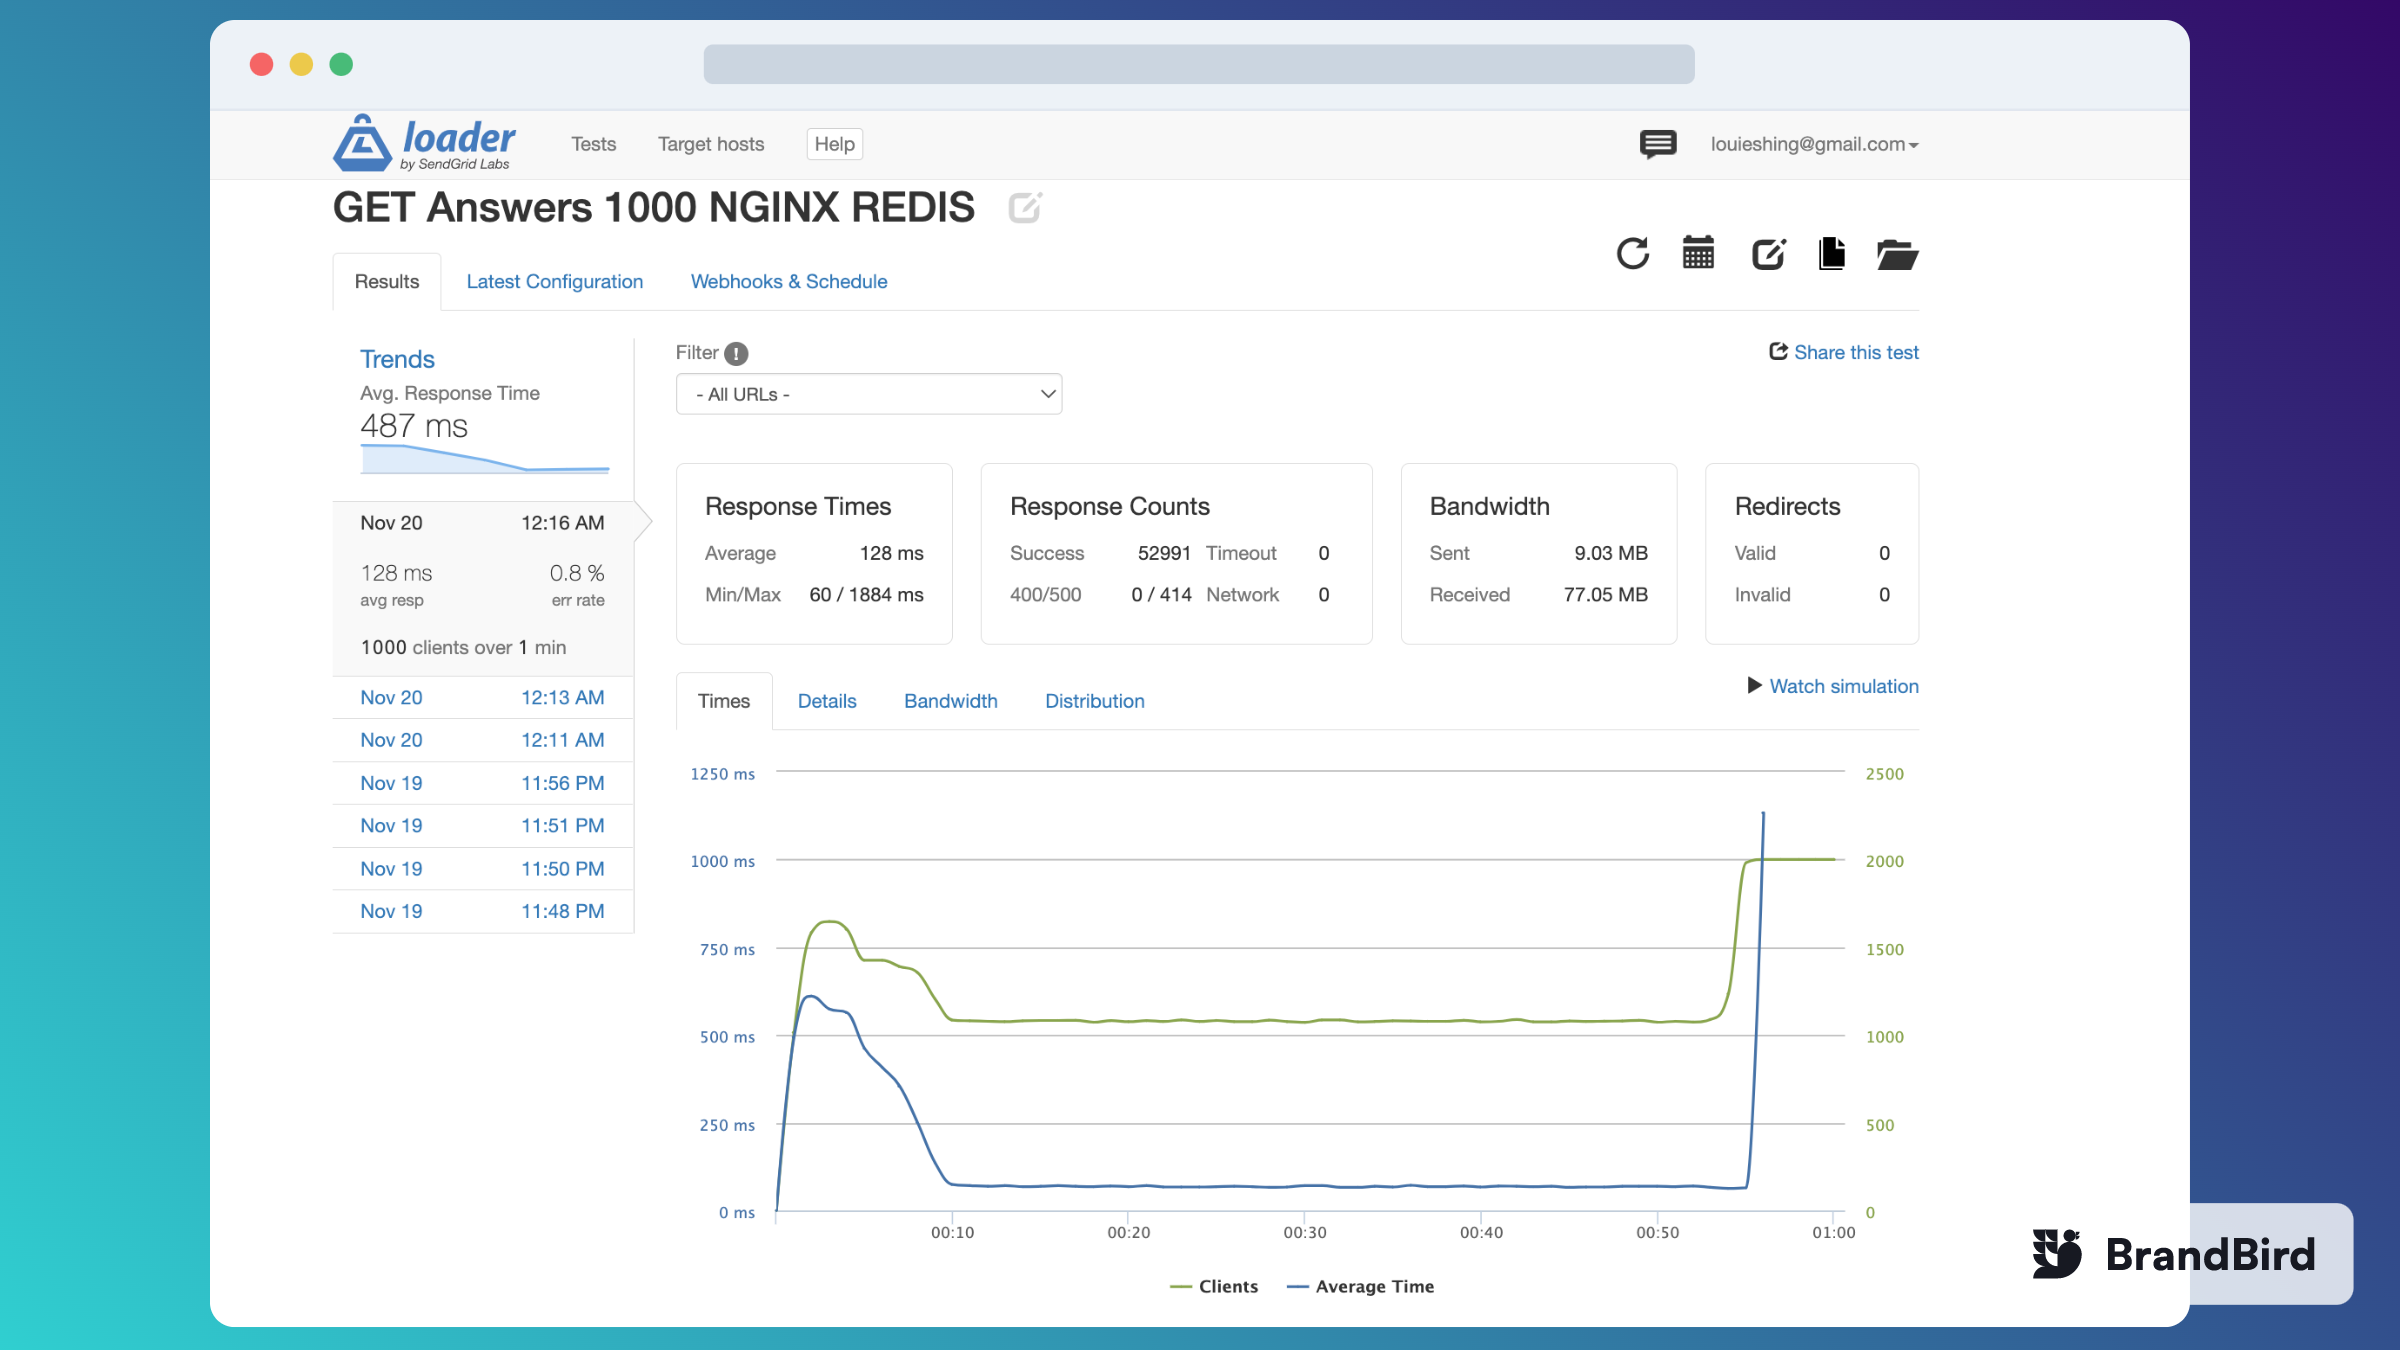 loader
by SendGrid Labs
Tests
Target hosts
Help
louieshing@gmail.com
GET Answers 1000 NGINX REDIS
Results
Latest Configuration
Webhooks & Schedule
Trends
Avg. Response Time
487 ms
Nov 20 12:16 AM
128 ms 0.8 %
avg resp err rate
1000 clients over 1 min
Nov 20 12:13 AM
Nov 20 12:11 AM
Nov 19 11:56 PM
Nov 19 11:51 PM
Nov 19 11:50 PM
Nov 19 11:48 PM
Filter
Share this test
- All URLs -
Response Times
Average 128 ms
Min/Max 60 / 1884 ms
Response Counts
Success 52991 Timeout 0
400/500 0 / 414 Network 0
Bandwidth
Sent 9.03 MB
Received 77.05 MB
Redirects
Valid 0
Invalid 0
Times
Details
Bandwidth
Distribution
Watch simulation
1250 ms 2500
1000 ms 2000
750 ms 1500
500 ms 1000
250 ms 500
0 ms 0
00:10 00:20 00:30 00:40 00:50 01:00
Clients Average Time
BrandBird